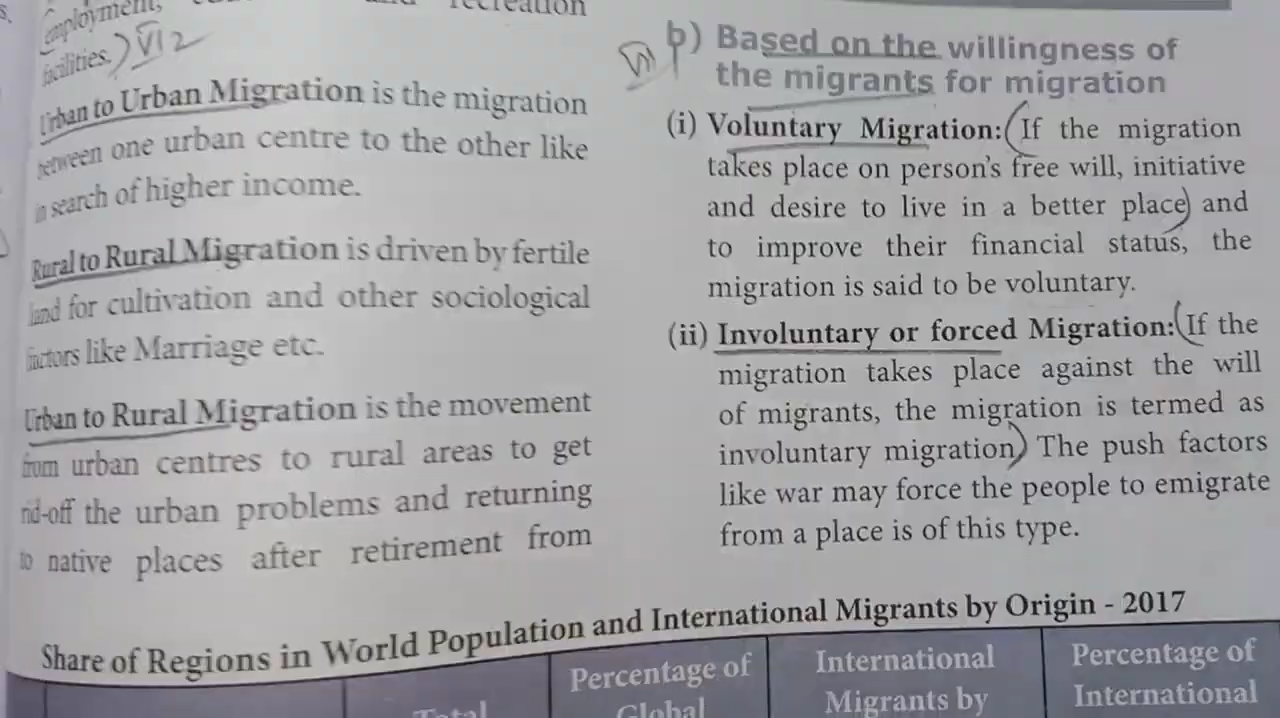 recreation
employment,
facilities.) VI 2
Urban to Urban Migration is the migration
between one urban centre to the other like
in search of higher income.
Rural to Rural Migration is driven by fertile
land for cultivation and other sociological
factors like Marriage etc.
Urban to Rural Migration is the movement
from urban centres to rural areas to get
rid-off the urban problems and returning
to native places after retirement from
b) Based on the willingness of
the migrants for migration
(i) Voluntary Migration: (If the migration
takes place on person's free will, initiative
and desire to live in a better place) and
to improve their financial status, the
migration is said to be voluntary.
(ii) Involuntary or forced Migration: (If the
migration takes place against the will
of migrants, the migration is termed as
involuntary migration) The push factors
like war may force the people to emigrate
from a place is of this type.
Share of Regions in World Population and International Migrants by Origin - 2017
Total
Percentage of
Global
International
Migrants by
Percentage of
International